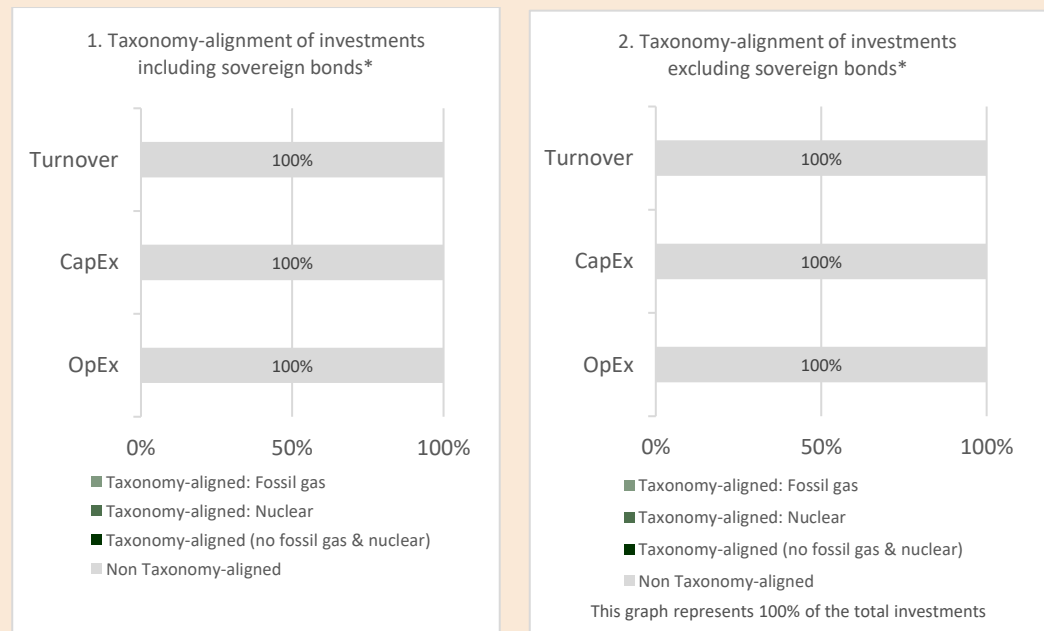 1. Taxonomy-alignment of investments
including sovereign bonds*
Turnover
100%
CapEx
100%
OpEx
100%
0%
50%
100%
Taxonomy-aligned: Fossil gas
Taxonomy-aligned: Nuclear
Taxonomy-aligned (no fossil gas & nuclear)
Non Taxonomy-aligned
2. Taxonomy-alignment of investments
excluding sovereign bonds*
Turnover
100%
CapEx
100%
OpEx
100%
0%
50%
100%
Taxonomy-aligned: Fossil gas
Taxonomy-aligned: Nuclear
Taxonomy-aligned (no fossil gas & nuclear)
Non Taxonomy-aligned
This graph represents 100% of the total investments